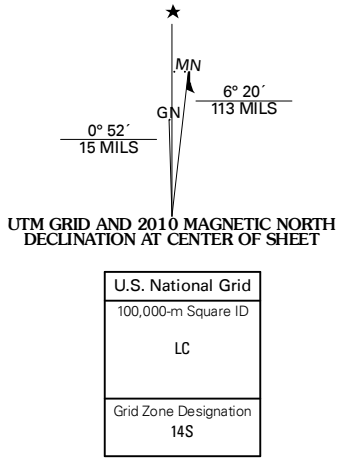 ★
MN
GN
6° 20´
113 MILS
0° 52´
15 MILS
UTM GRID AND 2010 MAGNETIC NORTH
DECLINATION AT CENTER OF SHEET
U.S. National Grid
100,000-m Square ID
LC
Grid Zone Designation
14S